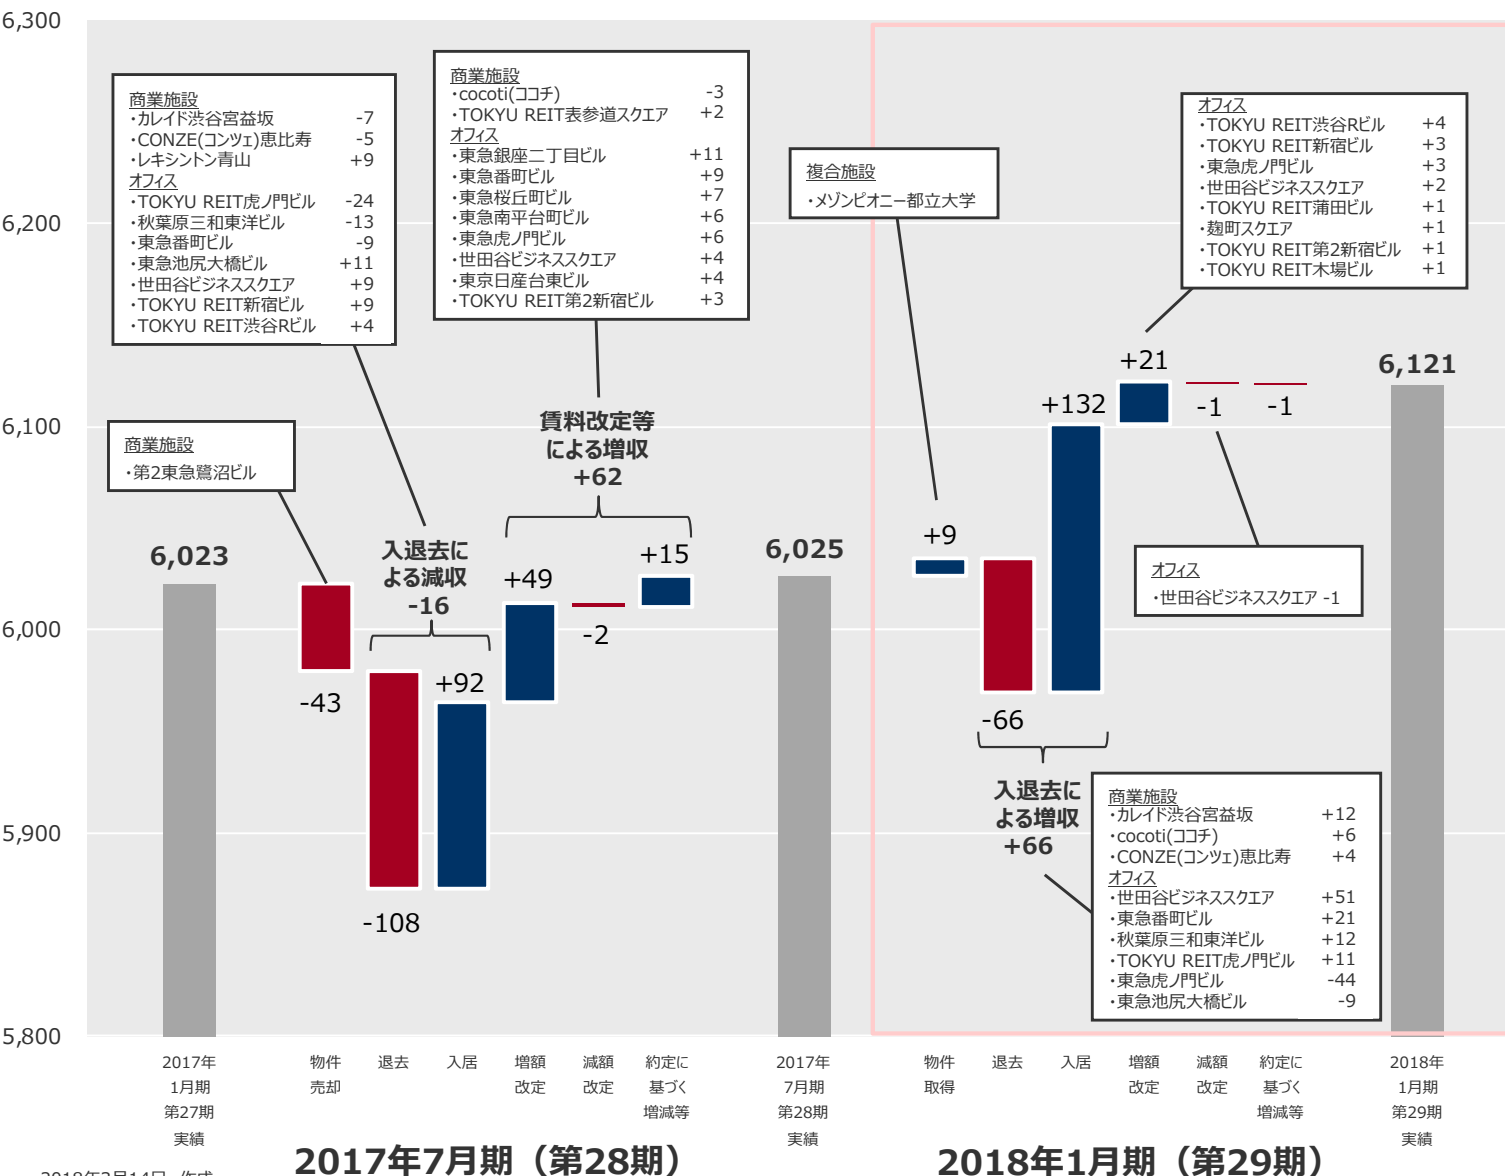 6,300
6,200
6,100
6,000
5,900
5,800
商業施設
・カレイド渋谷宮益坂 -7
・CONZE(コンツェ)恵比寿 -5
・レキシントン青山 +9
オフィス
・TOKYU REIT虎ノ門ビル -24
・秋葉原三和東洋ビル -13
・東急番町ビル -9
・東急池尻大橋ビル +11
・世田谷ビジネススクエア +9
・TOKYU REIT新宿ビル +9
・TOKYU REIT渋谷Rビル +4
商業施設
・cocoti(ココチ) -3
・TOKYU REIT表参道スクエア +2
オフィス
・東急銀座二丁目ビル +11
・東急番町ビル +9
・東急桜丘町ビル +7
・東急南平台町ビル +6
・東急虎ノ門ビル +6
・世田谷ビジネススクエア +4
・東京日産台東ビル +4
・TOKYU REIT第2新宿ビル +3
複合施設
・メゾンピオニー都立大学
オフィス
・TOKYU REIT渋谷Rビル +4
・TOKYU REIT新宿ビル +3
・東急虎ノ門ビル +3
・世田谷ビジネススクエア +2
・TOKYU REIT蒲田ビル +1
・麹町スクエア +1
・TOKYU REIT第2新宿ビル +1
・TOKYU REIT木場ビル +1
商業施設
・第2東急鷺沼ビル
6,023
-43
入退去に
よる減収
-16
-108
+92
賃料改定等
による増収
+62
+49
-2
+15
6,025
+9
-66
+132
+21
-1
-1
6,121
オフィス
・世田谷ビジネススクエア -1
入退去に
よる増収
+66
商業施設
・カレイド渋谷宮益坂 +12
・cocoti(ココチ) +6
・CONZE(コンツェ)恵比寿 +4
オフィス
・世田谷ビジネススクエア +51
・東急番町ビル +21
・秋葉原三和東洋ビル +12
・TOKYU REIT虎ノ門ビル +11
・東急虎ノ門ビル -44
・東急池尻大橋ビル -9
2017年
1月期
第27期
実績
物件
売却
退去
入居
増額
改定
減額
改定
約定に
基づく
増減等
2017年
7月期
第28期
実績
物件
取得
退去
入居
増額
改定
減額
改定
約定に
基づく
増減等
2018年
1月期
第29期
実績
2017年7月期（第28期）
2018年1月期（第29期）